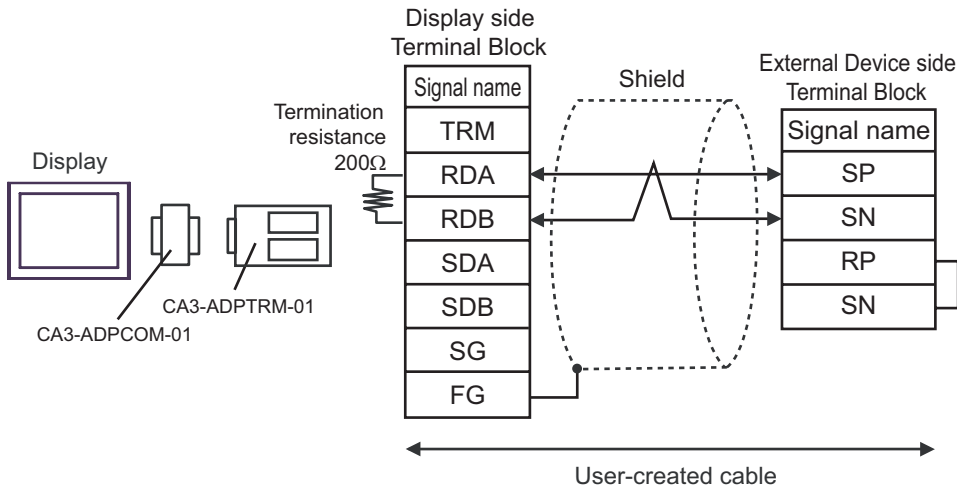 Display side
Terminal Block
Signal name
TRM
RDA
RDB
SDA
SDB
SG
FG
Termination
resistance
200Ω
Display
CA3-ADPTRM-01
CA3-ADPCOM-01
Shield
External Device side
Terminal Block
Signal name
SP
SN
RP
SN
User-created cable